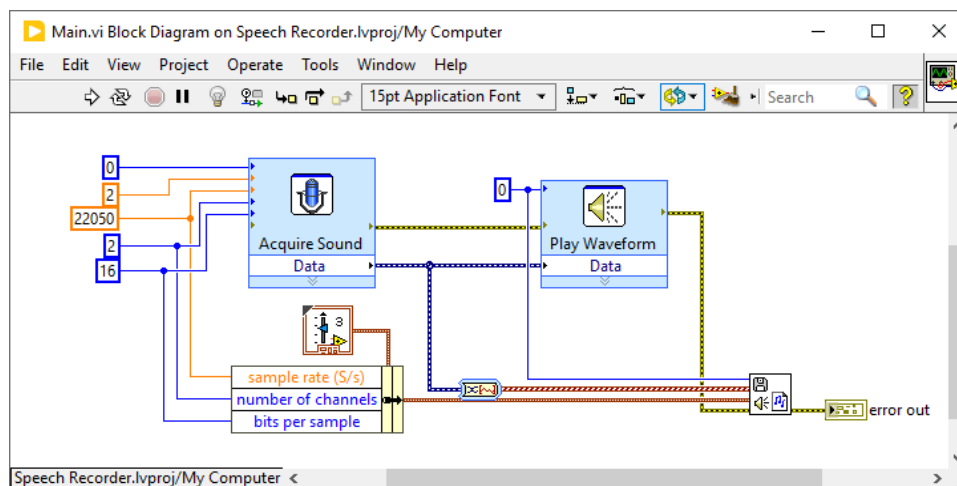 Main.vi Block Diagram on Speech Recorder.lvproj/My Computer
File Edit View Project Operate Tools Window Help
15pt Application Font
Search
?
0
2
22050
2
16
Acquire Sound
Data
0
Play Waveform
Data
3
sample rate (S/s)
number of channels
bits per sample
error out
Speech Recorder.lvproj/My Computer